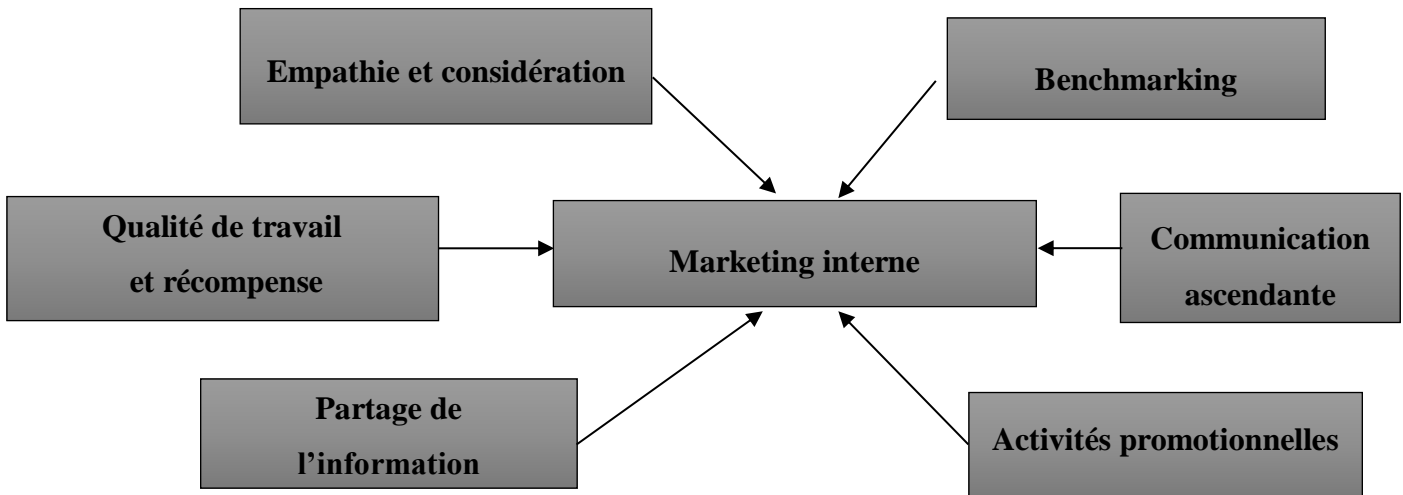 Empathie et considération
Benchmarking
Qualité de travail
et récompense
Marketing interne
Communication
ascendante
Partage de
l’information
Activités promotionnelles